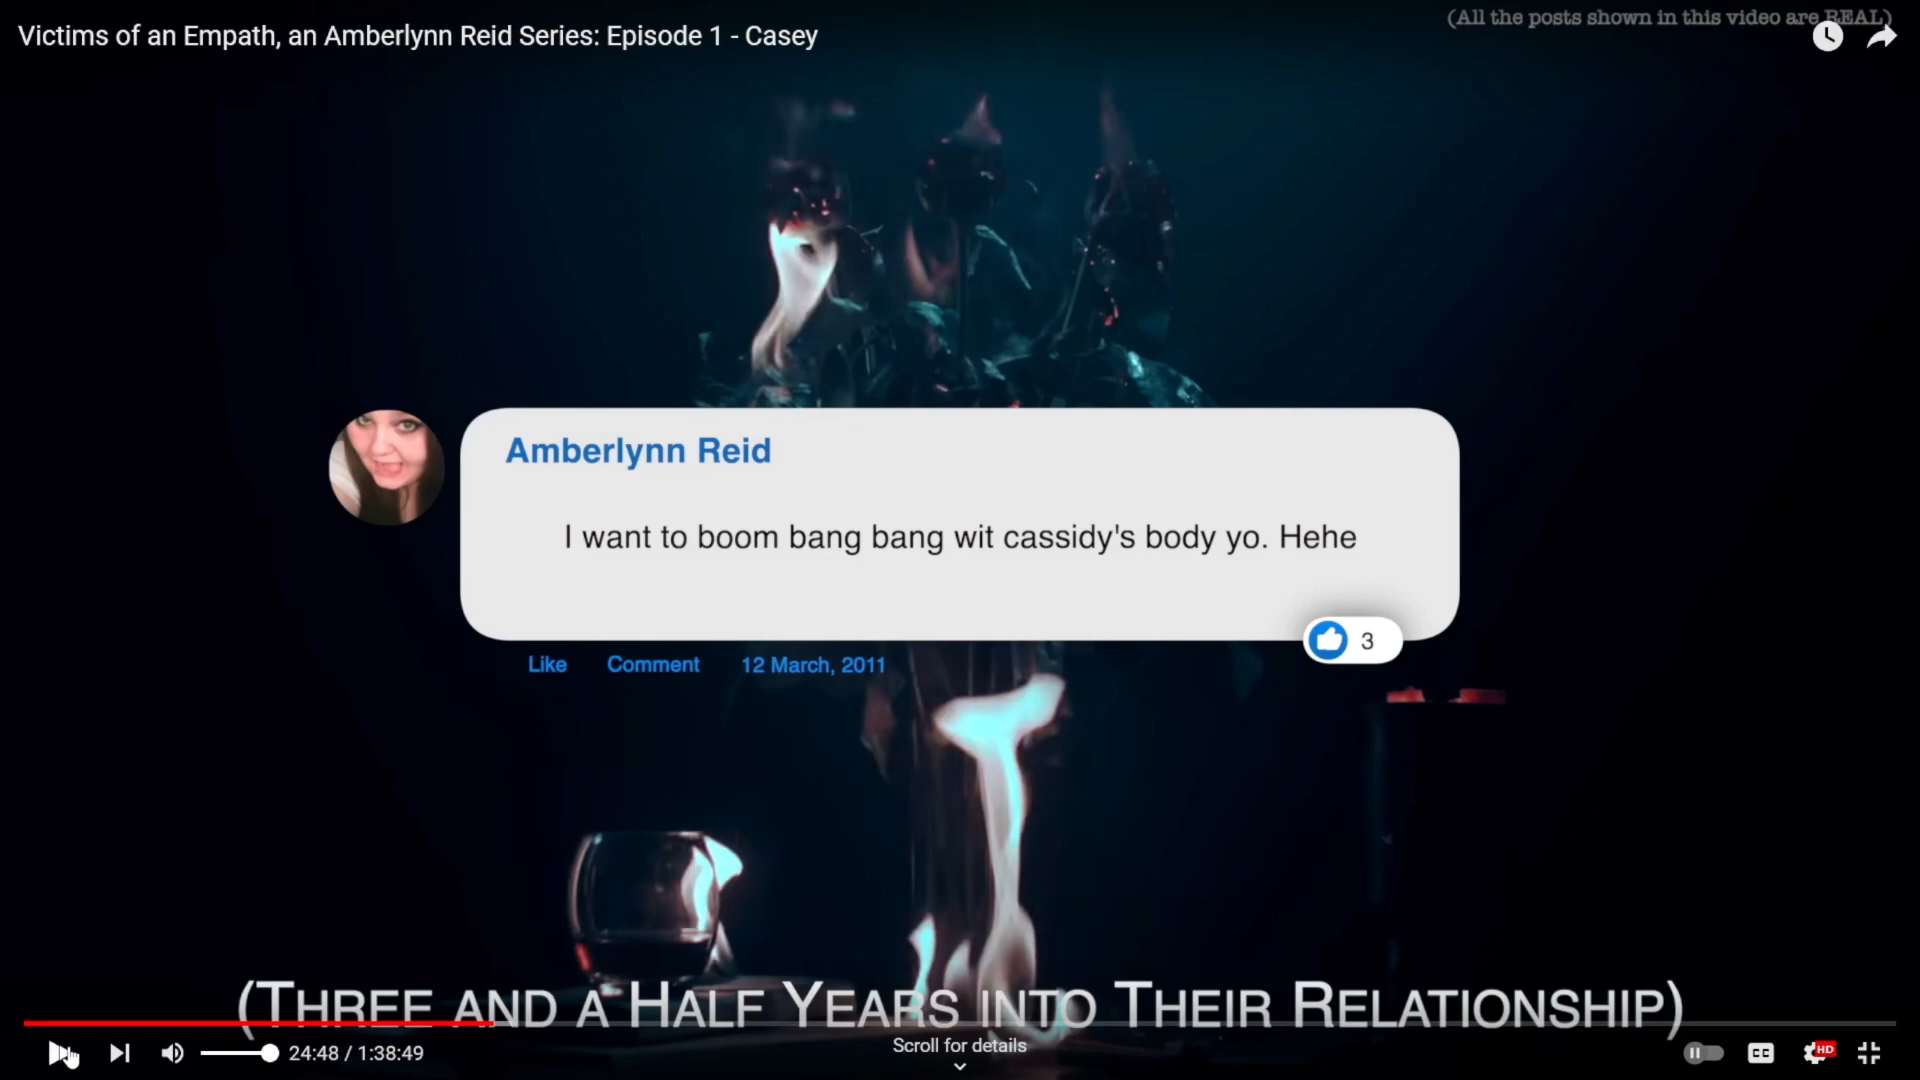 (All the posts shown in this video are REAL)
Victims of an Empath, an Amberlynn Reid Series: Episode 1 - Casey
Amberlynn Reid
I want to boom bang bang wit cassidy's body yo. Hehe
3
Like Comment 12 March, 2011
(THREE AND A HALF YEARS INTO THEIR RELATIONSHIP)
Scroll for details
24:48 / 1:38:49
CC
HD